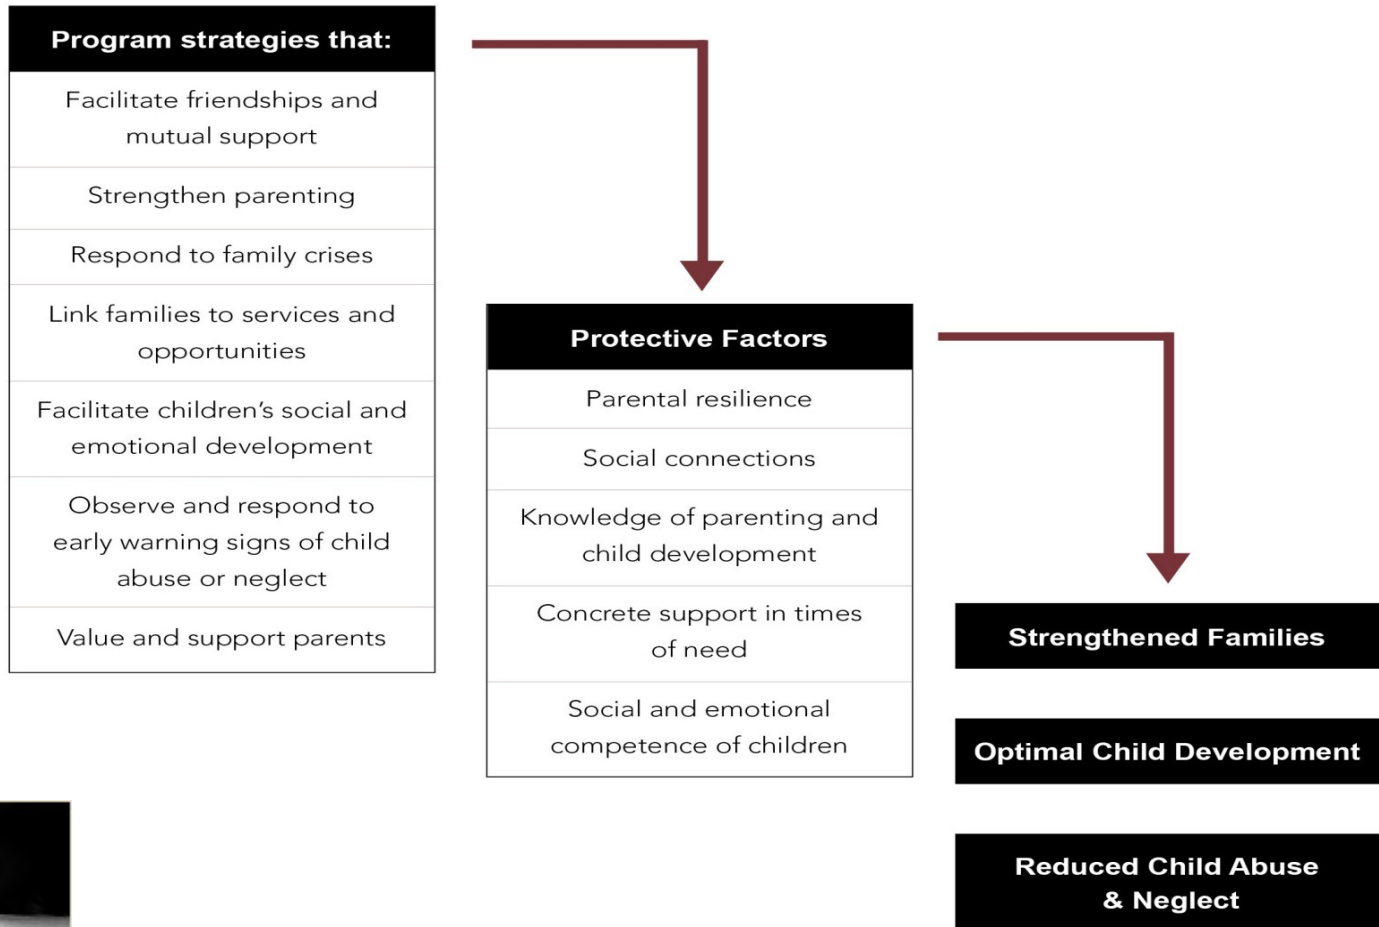 Program strategies that:
Facilitate friendships and
mutual support
Strengthen parenting
Respond to family crises
Link families to services and
opportunities
Facilitate children’s social and
emotional development
Observe and respond to
early warning signs of child
abuse or neglect
Value and support parents
Protective Factors
Parental resilience
Social connections
Knowledge of parenting and
child development
Concrete support in times
of need
Social and emotional
competence of children
Strengthened Families
Optimal Child Development
Reduced Child Abuse
& Neglect